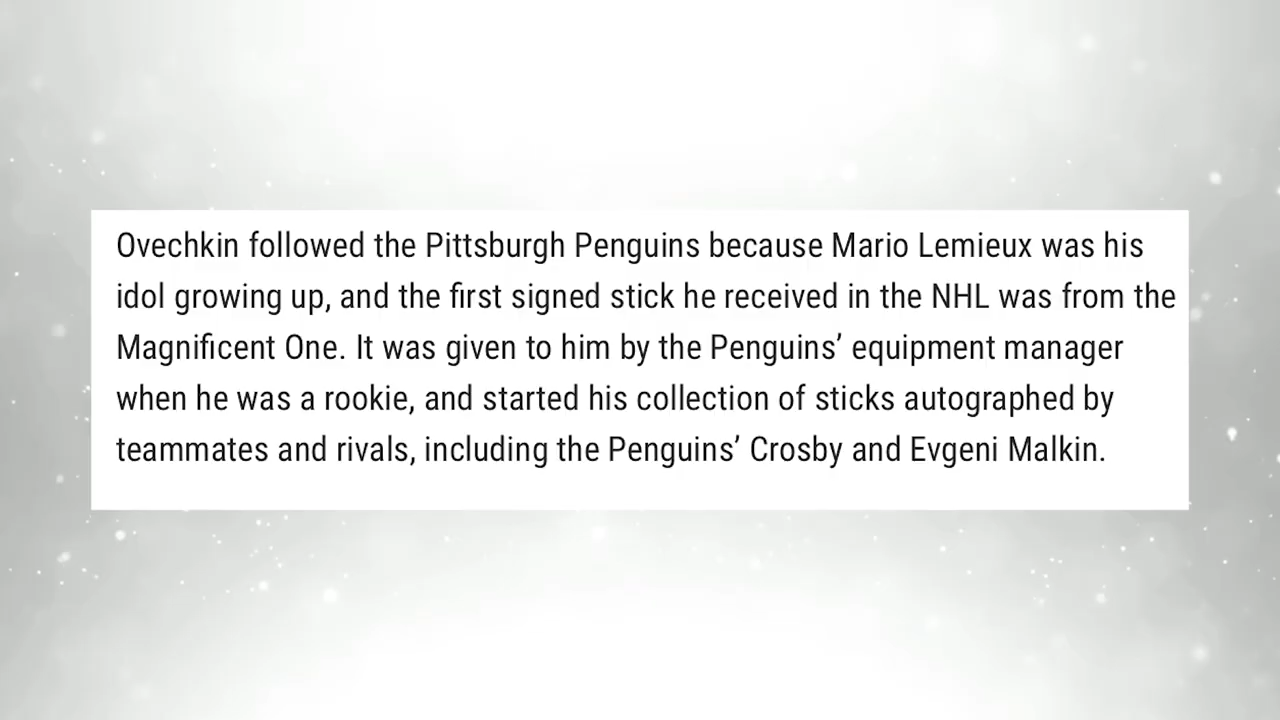 Ovechkin followed the Pittsburgh Penguins because Mario Lemieux was his
idol growing up, and the first signed stick he received in the NHL was from the
Magnificent One. It was given to him by the Penguins’ equipment manager
when he was a rookie, and started his collection of sticks autographed by
teammates and rivals, including the Penguins’ Crosby and Evgeni Malkin.